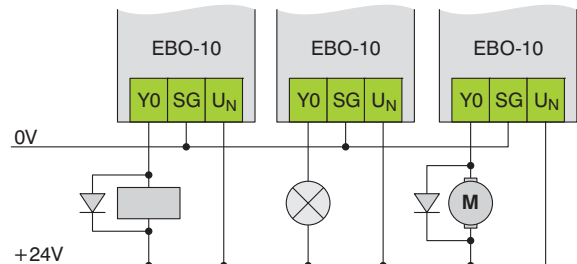 EBO-10 EBO-10 EBO-10
Y0 SG UN Y0 SG UN Y0 SG UN
0V
M
+24V